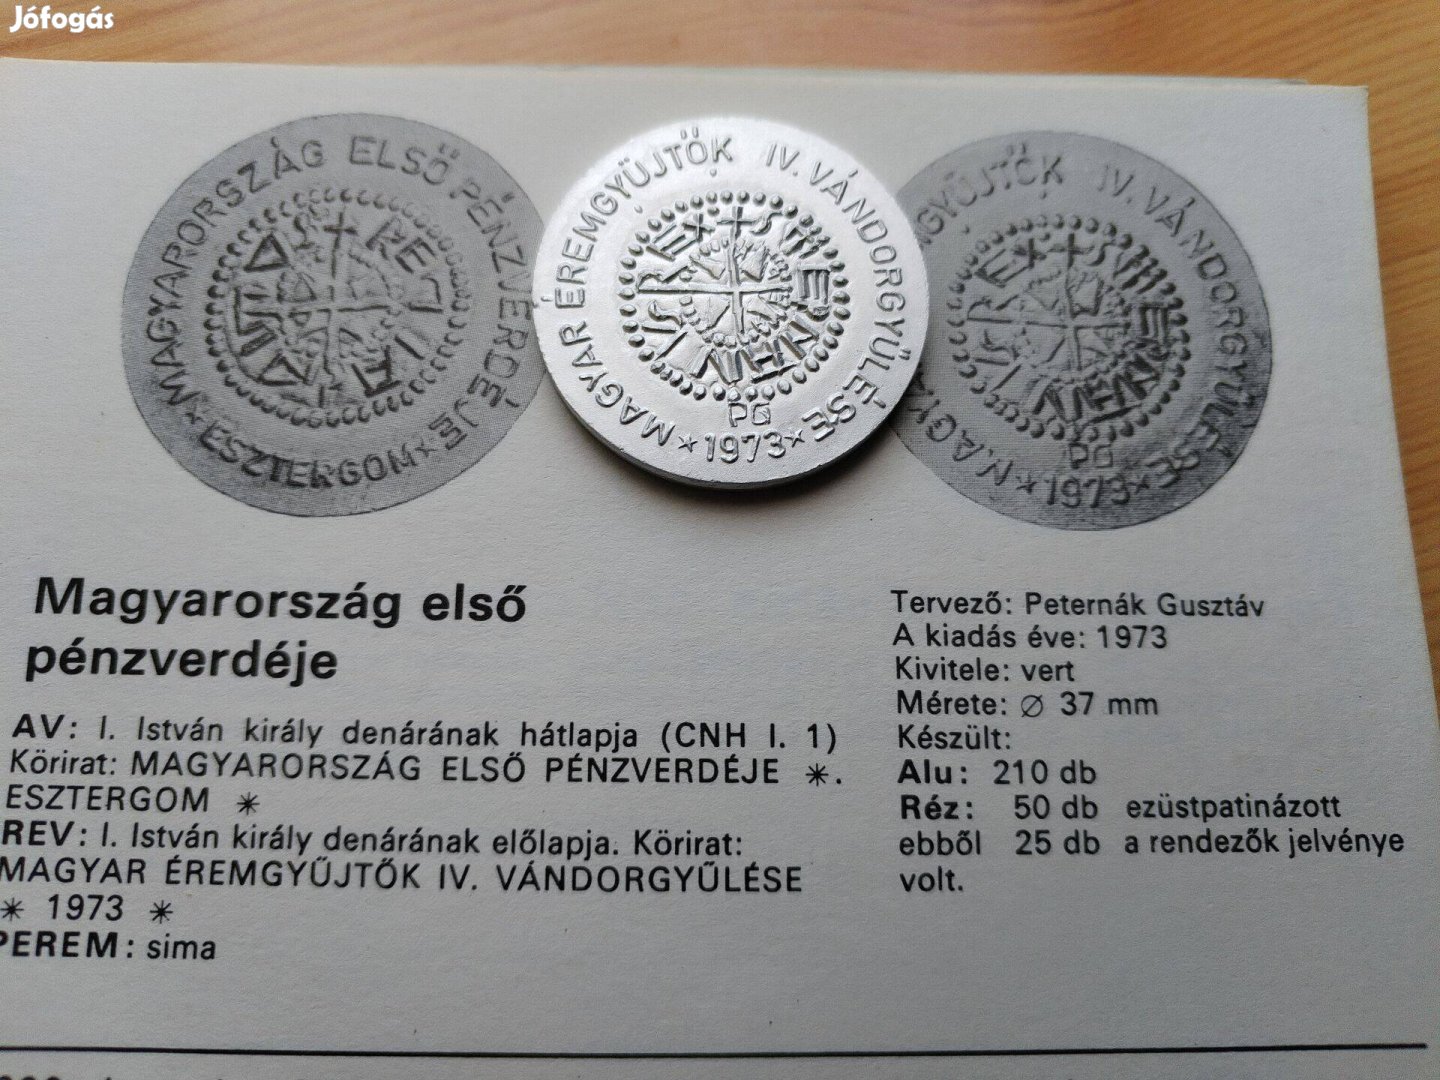 Jófogás
MAGYARORSZÁG ELSŐ PÉNZVERDÉJE
* ESZTERGOM *
MAGYAR ÉREMGYŰJTŐK IV. VÁNDORGYŰLÉSE
PG
* 1973 *
GYŰJTŐK IV. VÁNDORGYŰLÉSE
MAGYA
PG
* 1973 *
Magyarország első
pénzverdéje
AV: I. István király denárának hátlapja (CNH I. 1)
Körirat: MAGYARORSZÁG ELSŐ PÉNZVERDÉJE *.
ESZTERGOM *
REV: I. István király denárának előlapja. Körirat:
MAGYAR ÉREMGYŰJTŐK IV. VÁNDORGYŰLÉSE
* 1973 *
PEREM: sima
Tervező: Peternák Gusztáv
A kiadás éve: 1973
Kivitele: vert
Mérete: ∅ 37 mm
Készült:
Alu: 210 db
Réz: 50 db ezüstpatinázott
ebből 25 db a rendezők jelvénye
volt.